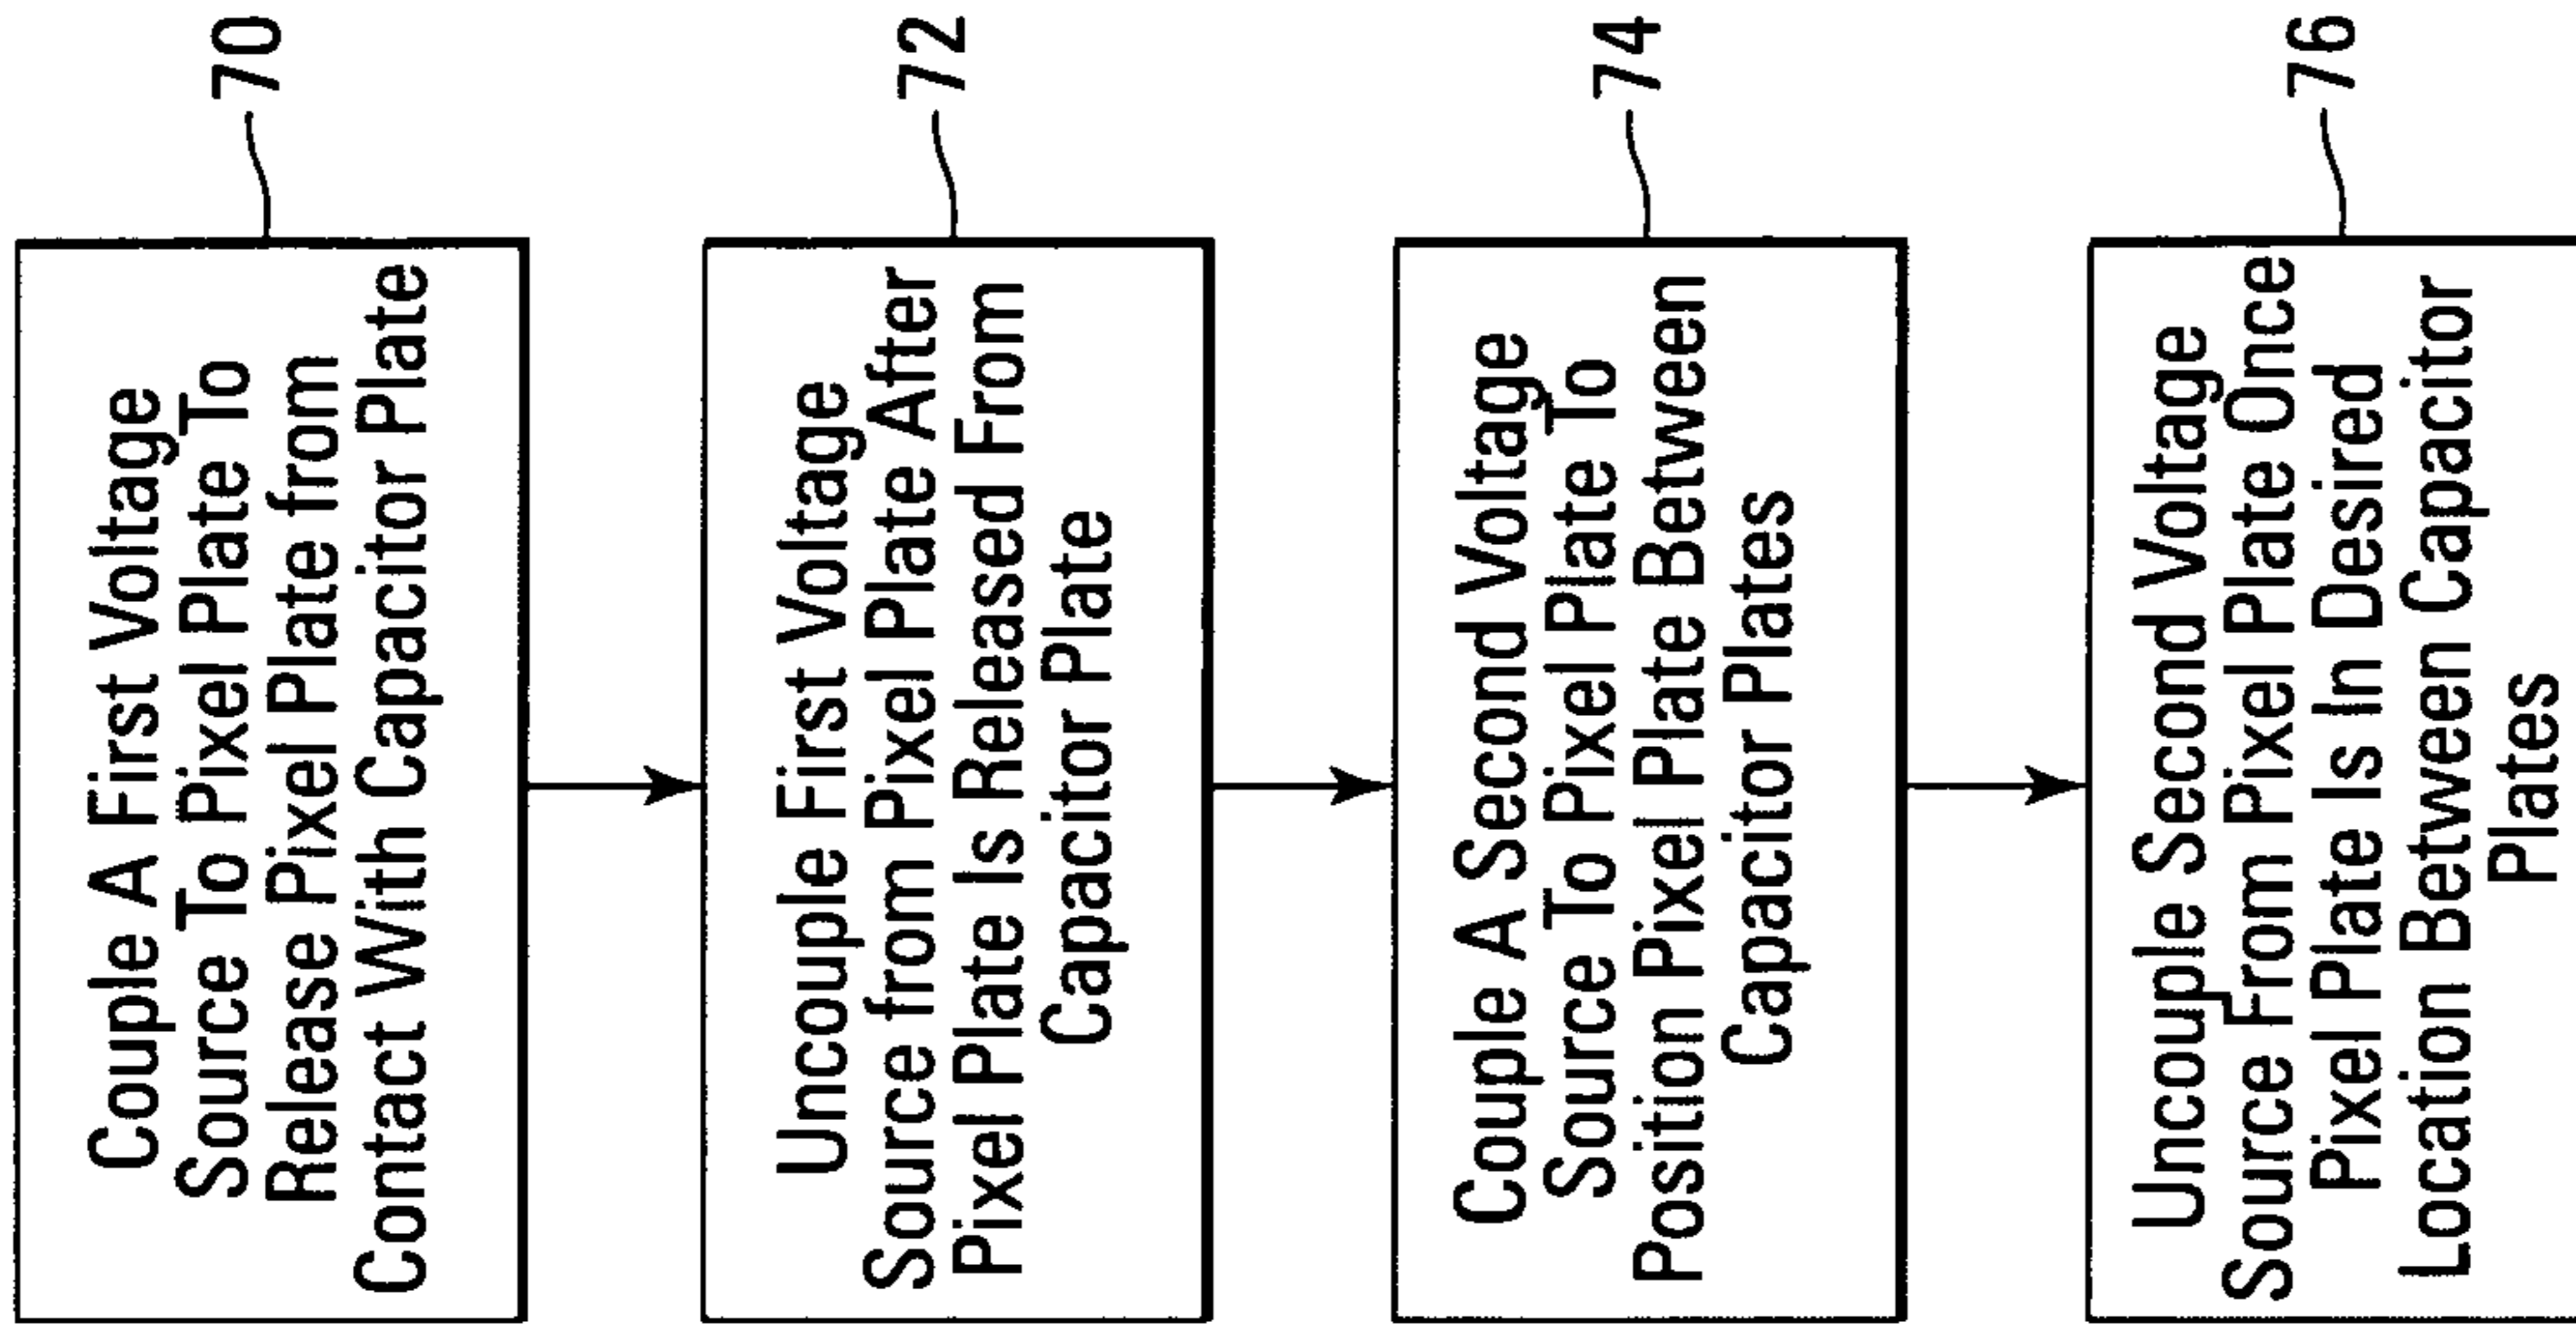 Couple A First Voltage
Source To Pixel Plate To
Release Pixel Plate from
Contact With Capacitor Plate
70
Uncouple First Voltage
Source from Pixel Plate After
Pixel Plate Is Released From
Capacitor Plate
72
Couple A Second Voltage
Source To Pixel Plate To
Position Pixel Plate Between
Capacitor Plates
74
Uncouple Second Voltage
Source From Pixel Plate Once
Pixel Plate Is In Desired
Location Between Capacitor
Plates
76